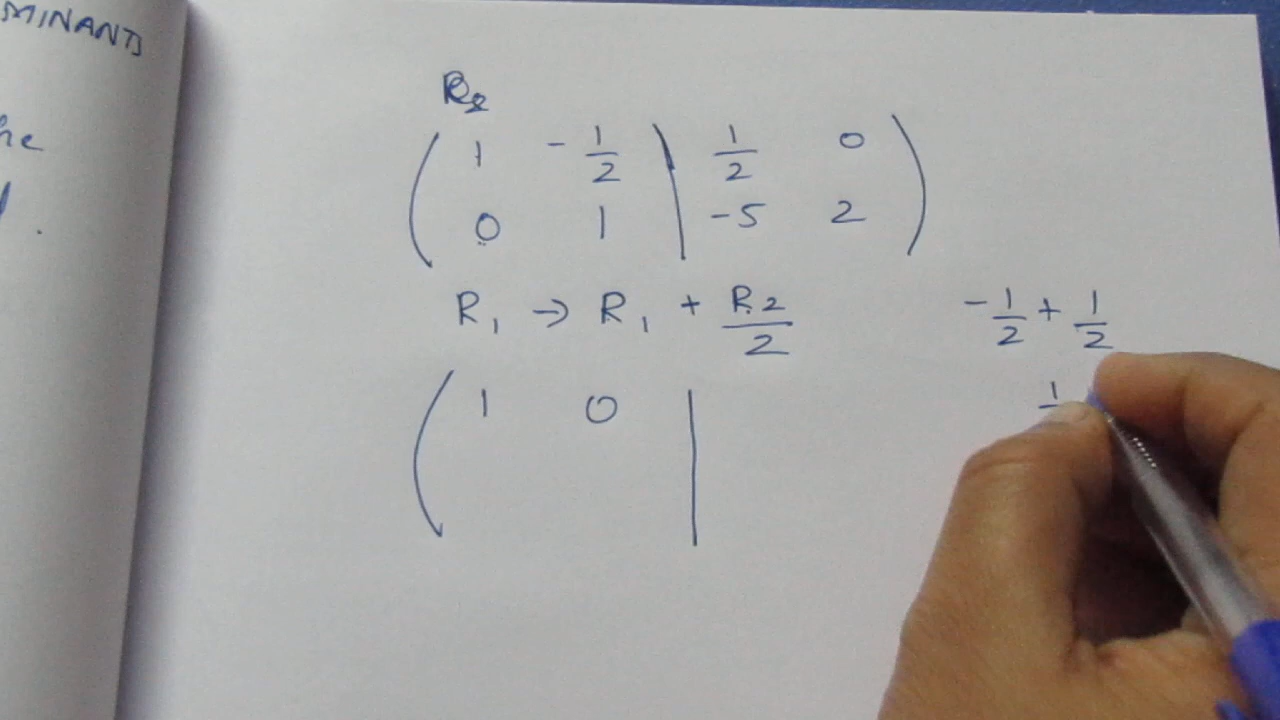 MINANTS
he
R2
( 1 -1/2 | 1/2 0 )
( 0 1 | -5 2 )
R1 → R1 + R2/2
-1/2 + 1/2
( 1 0 |
1